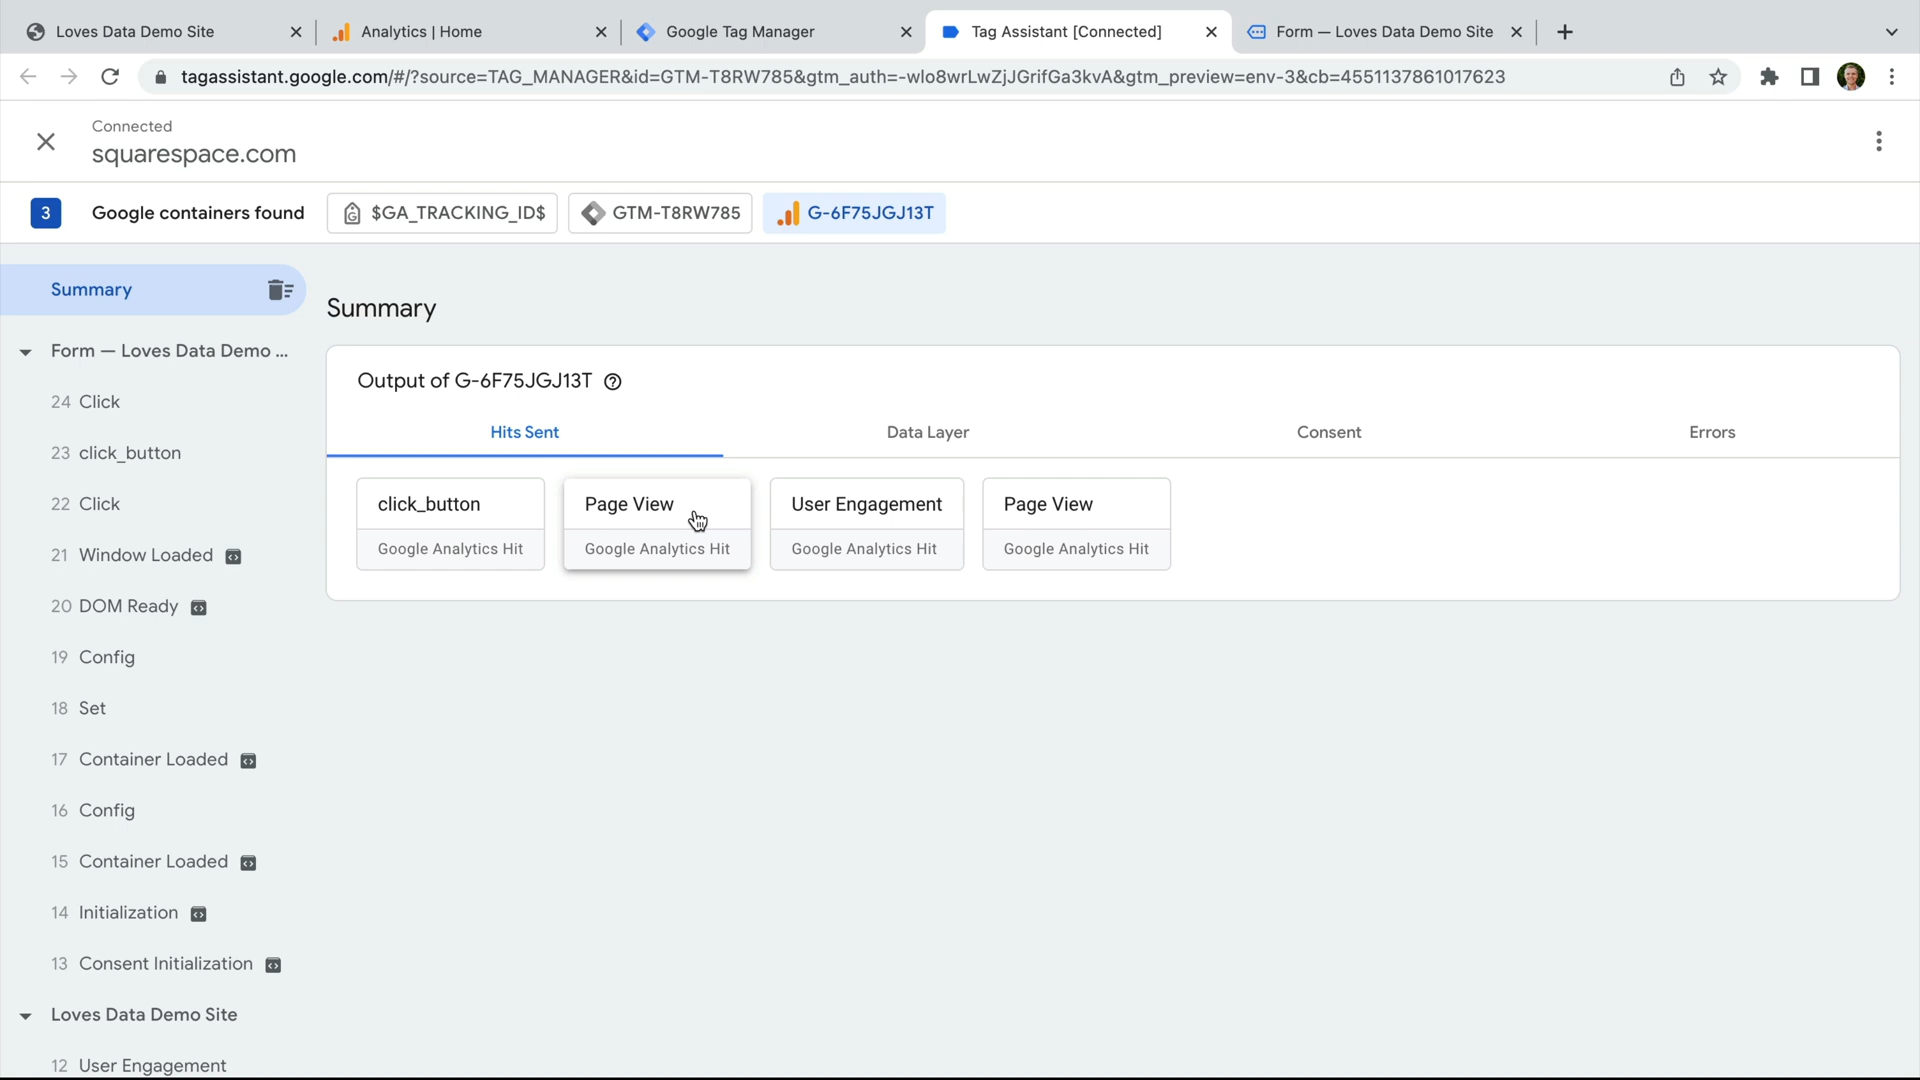 Loves Data Demo Site
Analytics | Home
Google Tag Manager
Tag Assistant [Connected]
Form — Loves Data Demo Site
tagassistant.google.com/#/?source=TAG_MANAGER&id=GTM-T8RW785&gtm_auth=-wlo8wrLwZjJGrifGa3kvA&gtm_preview=env-3&cb=4551137861017623
Connected
squarespace.com
3 Google containers found $GA_TRACKING_ID$ GTM-T8RW785 G-6F75JGJ13T
Summary
Form — Loves Data Demo ...
24 Click
23 click_button
22 Click
21 Window Loaded
20 DOM Ready
19 Config
18 Set
17 Container Loaded
16 Config
15 Container Loaded
14 Initialization
13 Consent Initialization
Loves Data Demo Site
12 User Engagement
Summary
Output of G-6F75JGJ13T
Hits Sent
Data Layer
Consent
Errors
click_button
Google Analytics Hit
Page View
Google Analytics Hit
User Engagement
Google Analytics Hit
Page View
Google Analytics Hit